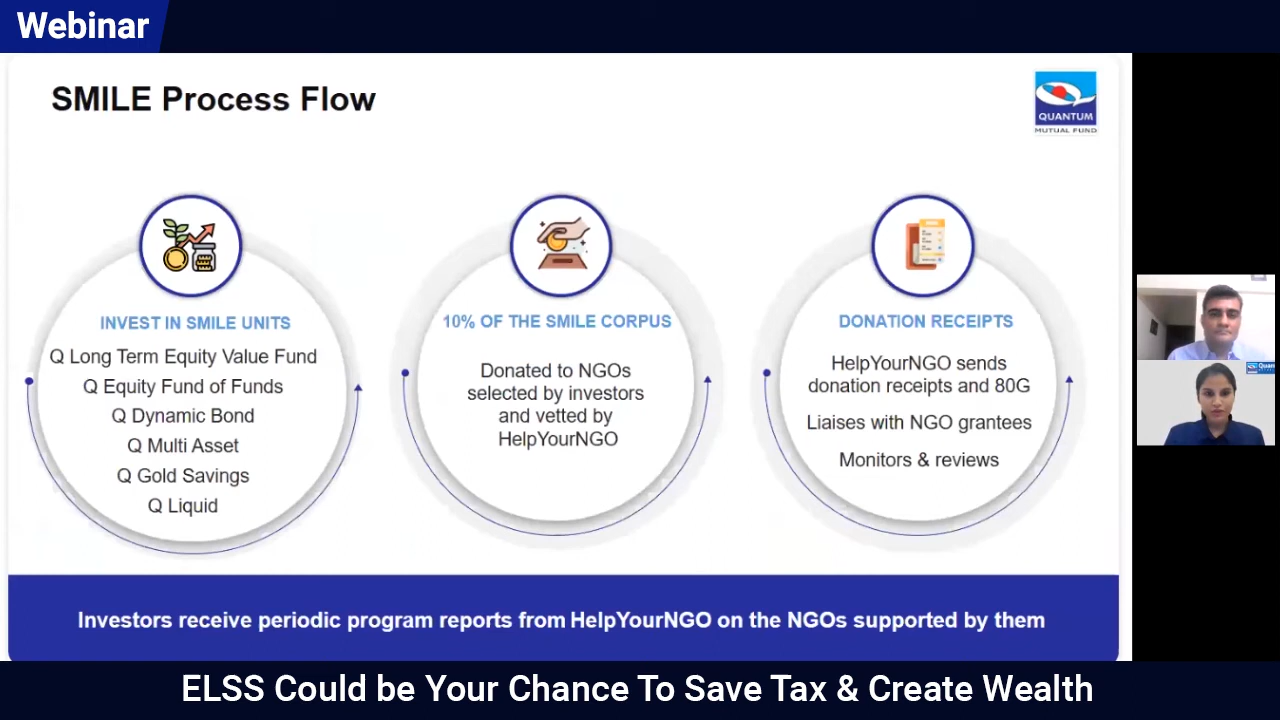 Webinar
SMILE Process Flow
QUANTUM
MUTUAL FUND
INVEST IN SMILE UNITS
Q Long Term Equity Value Fund
Q Equity Fund of Funds
Q Dynamic Bond
Q Multi Asset
Q Gold Savings
Q Liquid
10% OF THE SMILE CORPUS
Donated to NGOs
selected by investors
and vetted by
HelpYourNGO
DONATION RECEIPTS
HelpYourNGO sends
donation receipts and 80G
Liaises with NGO grantees
Monitors & reviews
Investors receive periodic program reports from HelpYourNGO on the NGOs supported by them
ELSS Could be Your Chance To Save Tax & Create Wealth